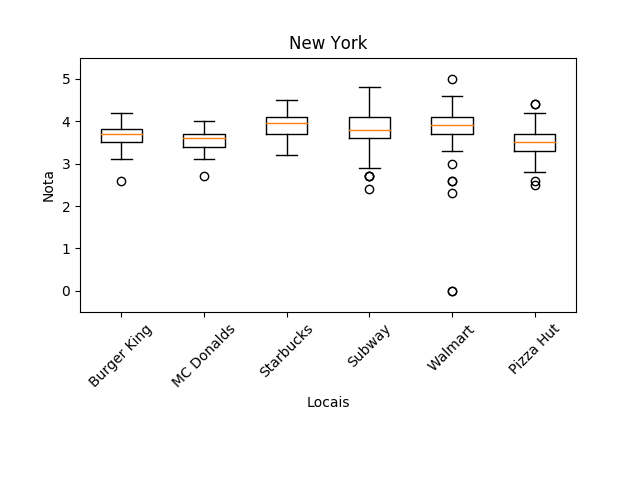 New York
Nota
5
4
3
2
1
0
Burger King
MC Donalds
Starbucks
Subway
Walmart
Pizza Hut
Locais